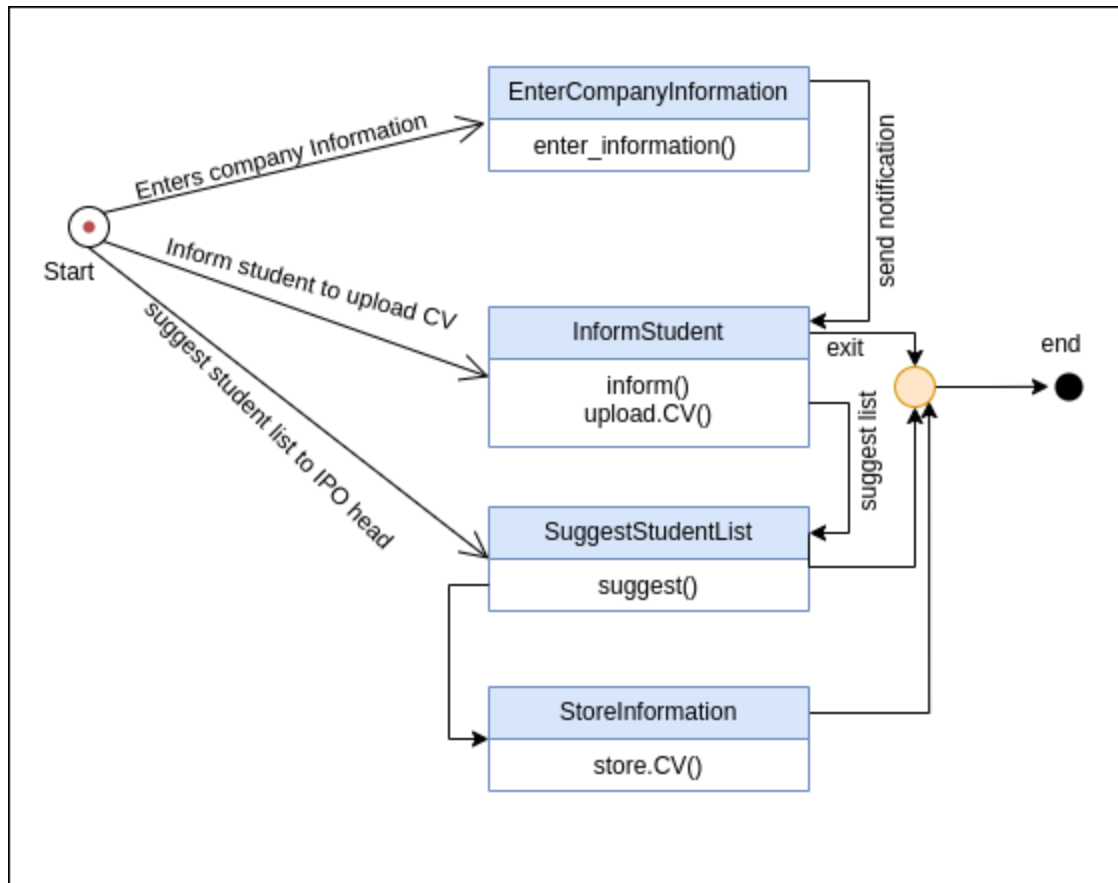 EnterCompanyInformation
enter_information()
Enters company Information
send notification
Start
Inform student to upload CV
suggest student list to IPO head
InformStudent
exit
end
inform()
upload.CV()
suggest list
SuggestStudentList
suggest()
StoreInformation
store.CV()